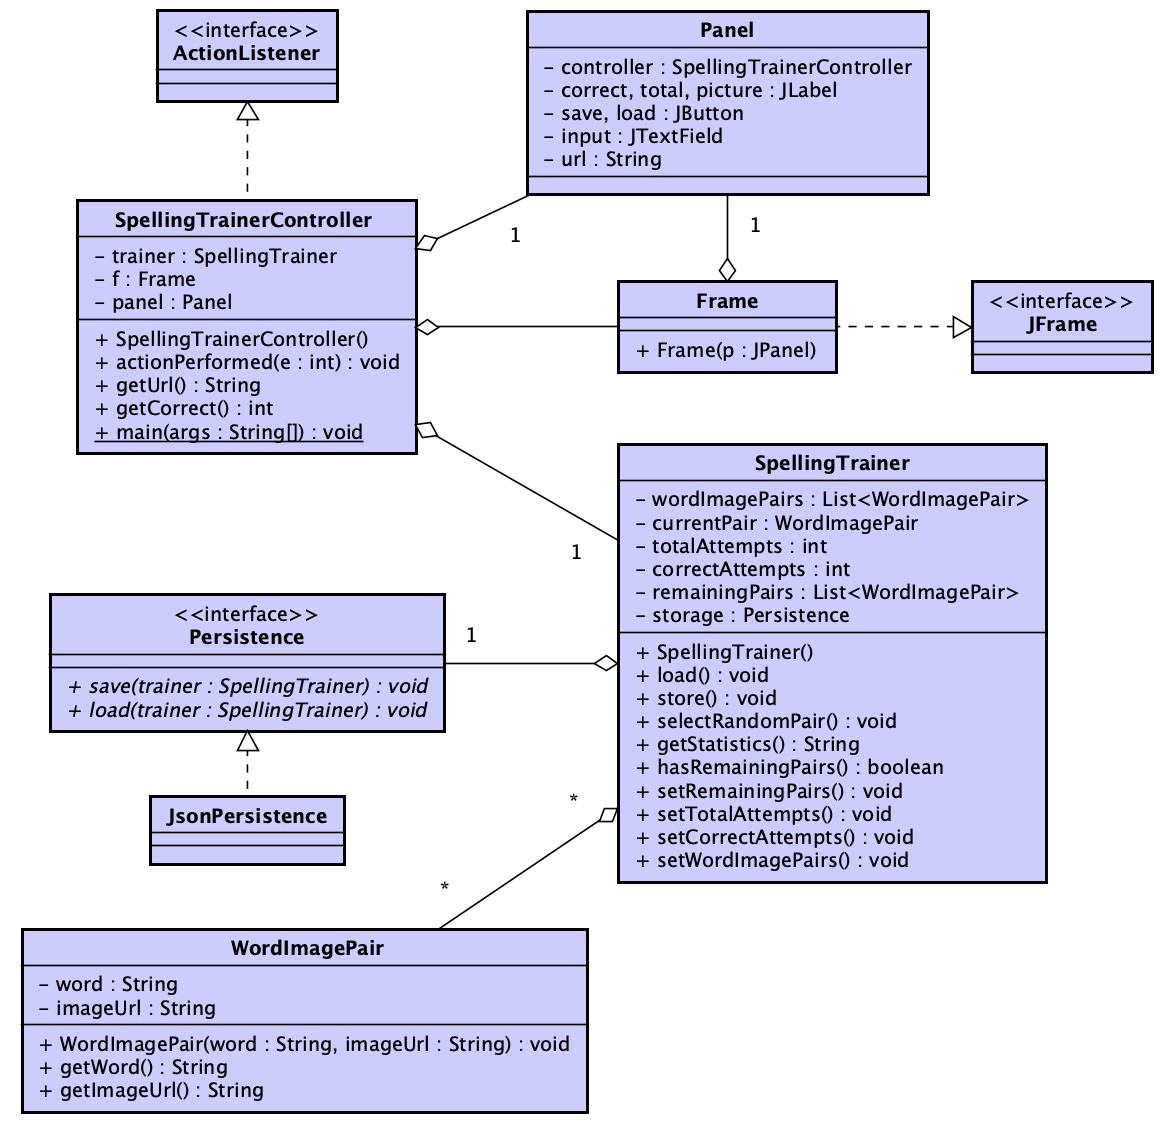 <<interface>>
ActionListener
Panel
- controller : SpellingTrainerController
- correct, total, picture : JLabel
- save, load : JButton
- input : JTextField
- url : String
SpellingTrainerController
- trainer : SpellingTrainer
- f : Frame
- panel : Panel
+ SpellingTrainerController()
+ actionPerformed(e : int) : void
+ getUrl() : String
+ getCorrect() : int
+ main(args : String[]) : void
1
1
Frame
+ Frame(p : JPanel)
<<interface>>
JFrame
SpellingTrainer
- wordImagePairs : List<WordImagePair>
- currentPair : WordImagePair
- totalAttempts : int
- correctAttempts : int
- remainingPairs : List<WordImagePair>
- storage : Persistence
+ SpellingTrainer()
+ load() : void
+ store() : void
+ selectRandomPair() : void
+ getStatistics() : String
+ hasRemainingPairs() : boolean
+ setRemainingPairs() : void
+ setTotalAttempts() : void
+ setCorrectAttempts() : void
+ setWordImagePairs() : void
1
<<interface>>
Persistence
+ save(trainer : SpellingTrainer) : void
+ load(trainer : SpellingTrainer) : void
1
JsonPersistence
*
*
WordImagePair
- word : String
- imageUrl : String
+ WordImagePair(word : String, imageUrl : String) : void
+ getWord() : String
+ getImageUrl() : String